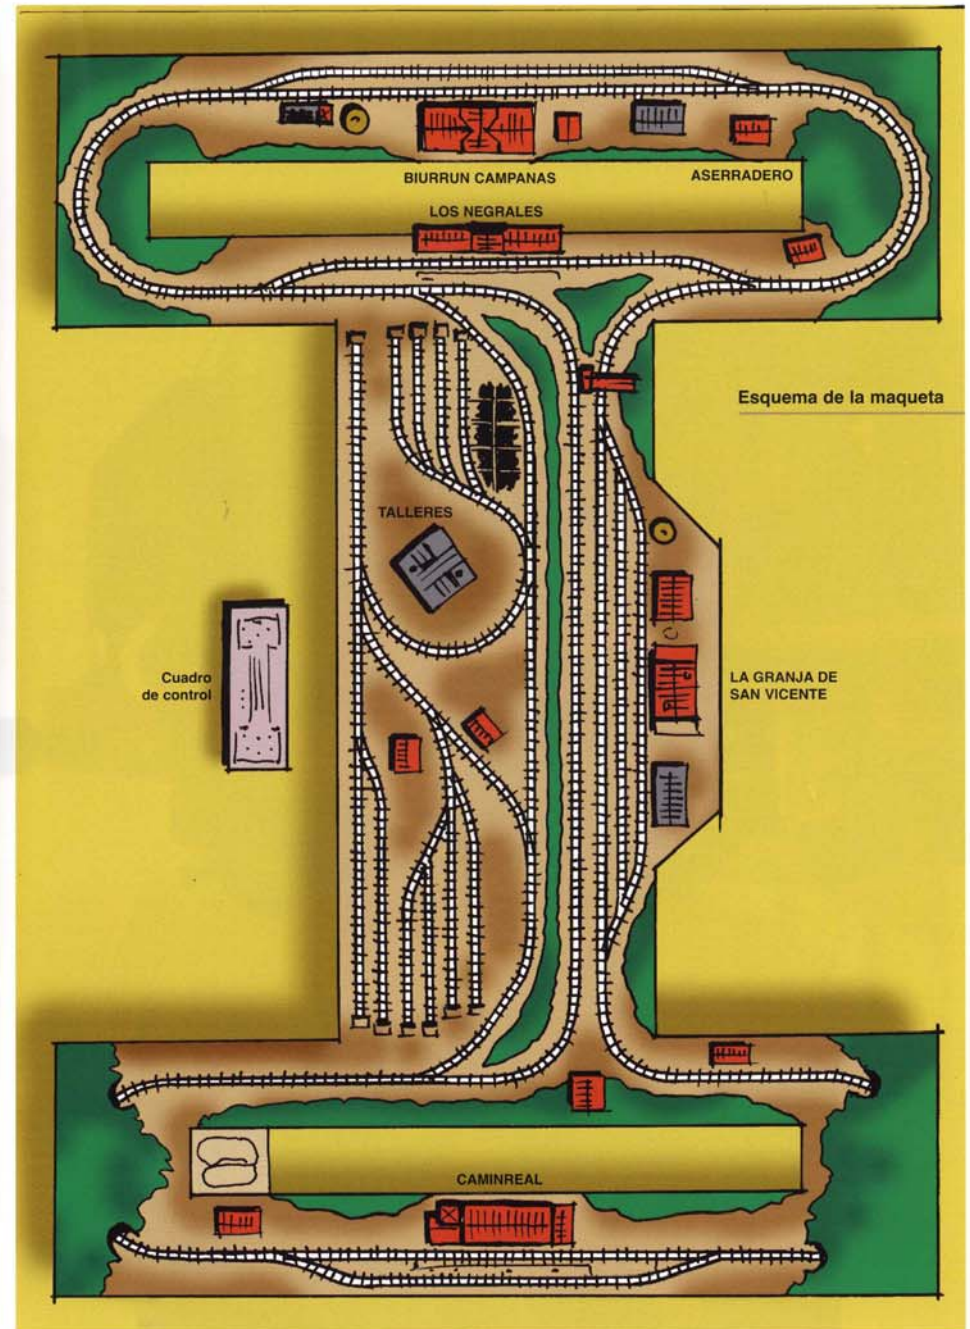 BIURRUN CAMPANAS
ASERRADERO
LOS NEGRALES
Esquema de la maqueta
TALLERES
Cuadro
de control
LA GRANJA DE
SAN VICENTE
CAMINREAL